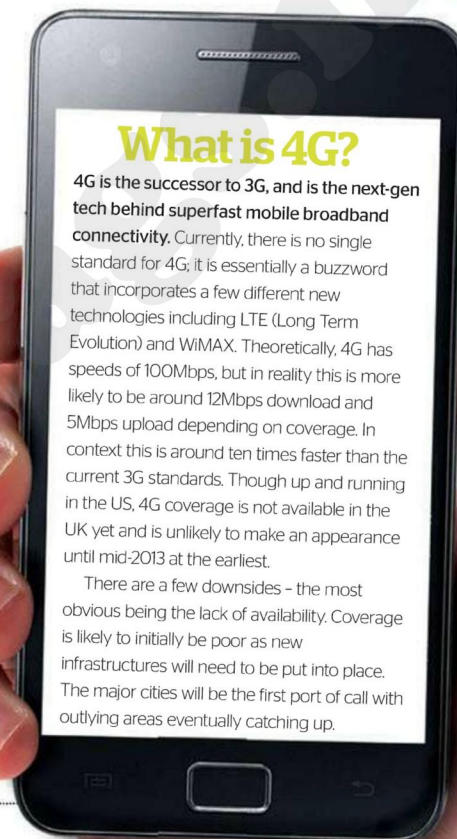 What is 4G?
4G is the successor to 3G, and is the next-gen
tech behind superfast mobile broadband
connectivity. Currently, there is no single
standard for 4G; it is essentially a buzzword
that incorporates a few different new
technologies including LTE (Long Term
Evolution) and WiMAX. Theoretically, 4G has
speeds of 100Mbps, but in reality this is more
likely to be around 12Mbps download and
5Mbps upload depending on coverage. In
context this is around ten times faster than the
current 3G standards. Though up and running
in the US, 4G coverage is not available in the
UK yet and is unlikely to make an appearance
until mid-2013 at the earliest.
There are a few downsides – the most
obvious being the lack of availability. Coverage
is likely to initially be poor as new
infrastructures will need to be put into place.
The major cities will be the first port of call with
outlying areas eventually catching up.